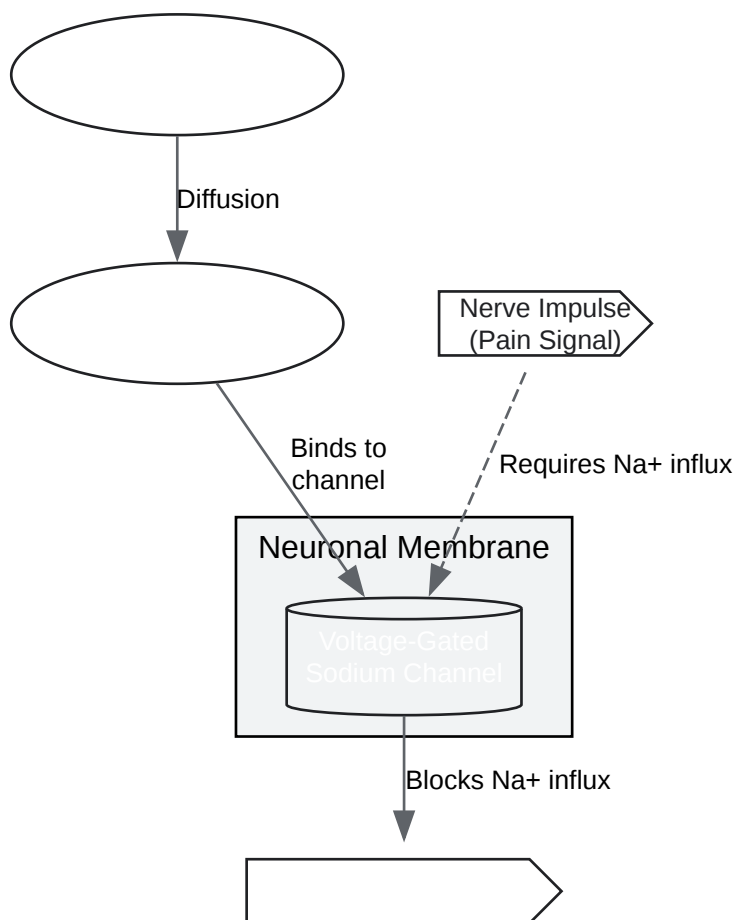 Diffusion
Nerve Impulse
(Pain Signal)
Binds to
channel
Requires Na+ influx
Neuronal Membrane
Voltage-Gated
Sodium Channel
Blocks Na+ influx